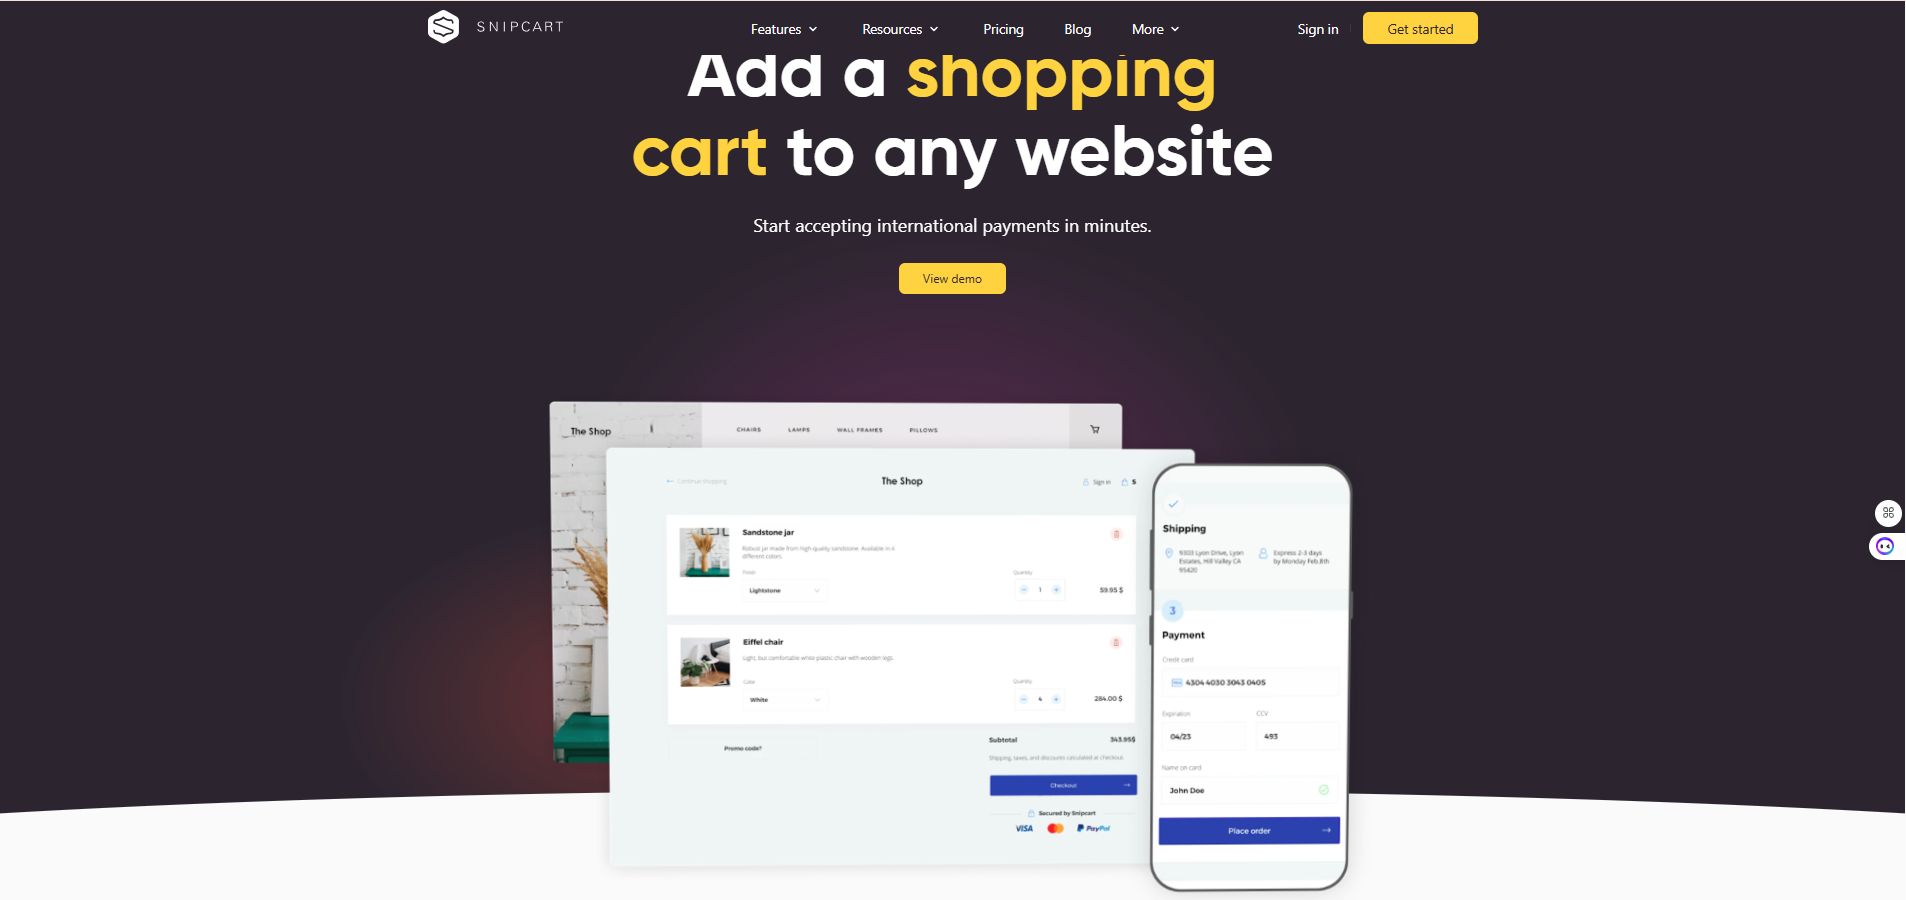 SNIPCART
Features
Resources
Pricing
Blog
More
Sign in
Get started
Add a shopping
cart to any website
Start accepting international payments in minutes.
View demo
The Shop
CHAIRS
LAMPS
WALL FRAMES
PILLOWS
Continue shopping
The Shop
Sign in
5
Sandstone jar
Robust jar made from high-quality sandstone. Available in 4
different colors.
Finish
Lightstone
Quantity
1
59.95 $
Eiffel chair
Light, but comfortable white plastic chair with wooden legs.
Color
White
Quantity
4
284.00 $
Promo code?
Subtotal
343.95$
Shipping, taxes, and discounts calculated at checkout.
Checkout
Secured by Snipcart
VISA
PayPal
Shipping
9303 Lyon Drive, Lyon
Estates, Hill Valley CA
95420
Express 2-3 days
by Monday Feb.8th
3
Payment
Credit card
4304 4030 3043 0405
Expiration
CCV
04/23
493
Name on card
John Doe
Place order